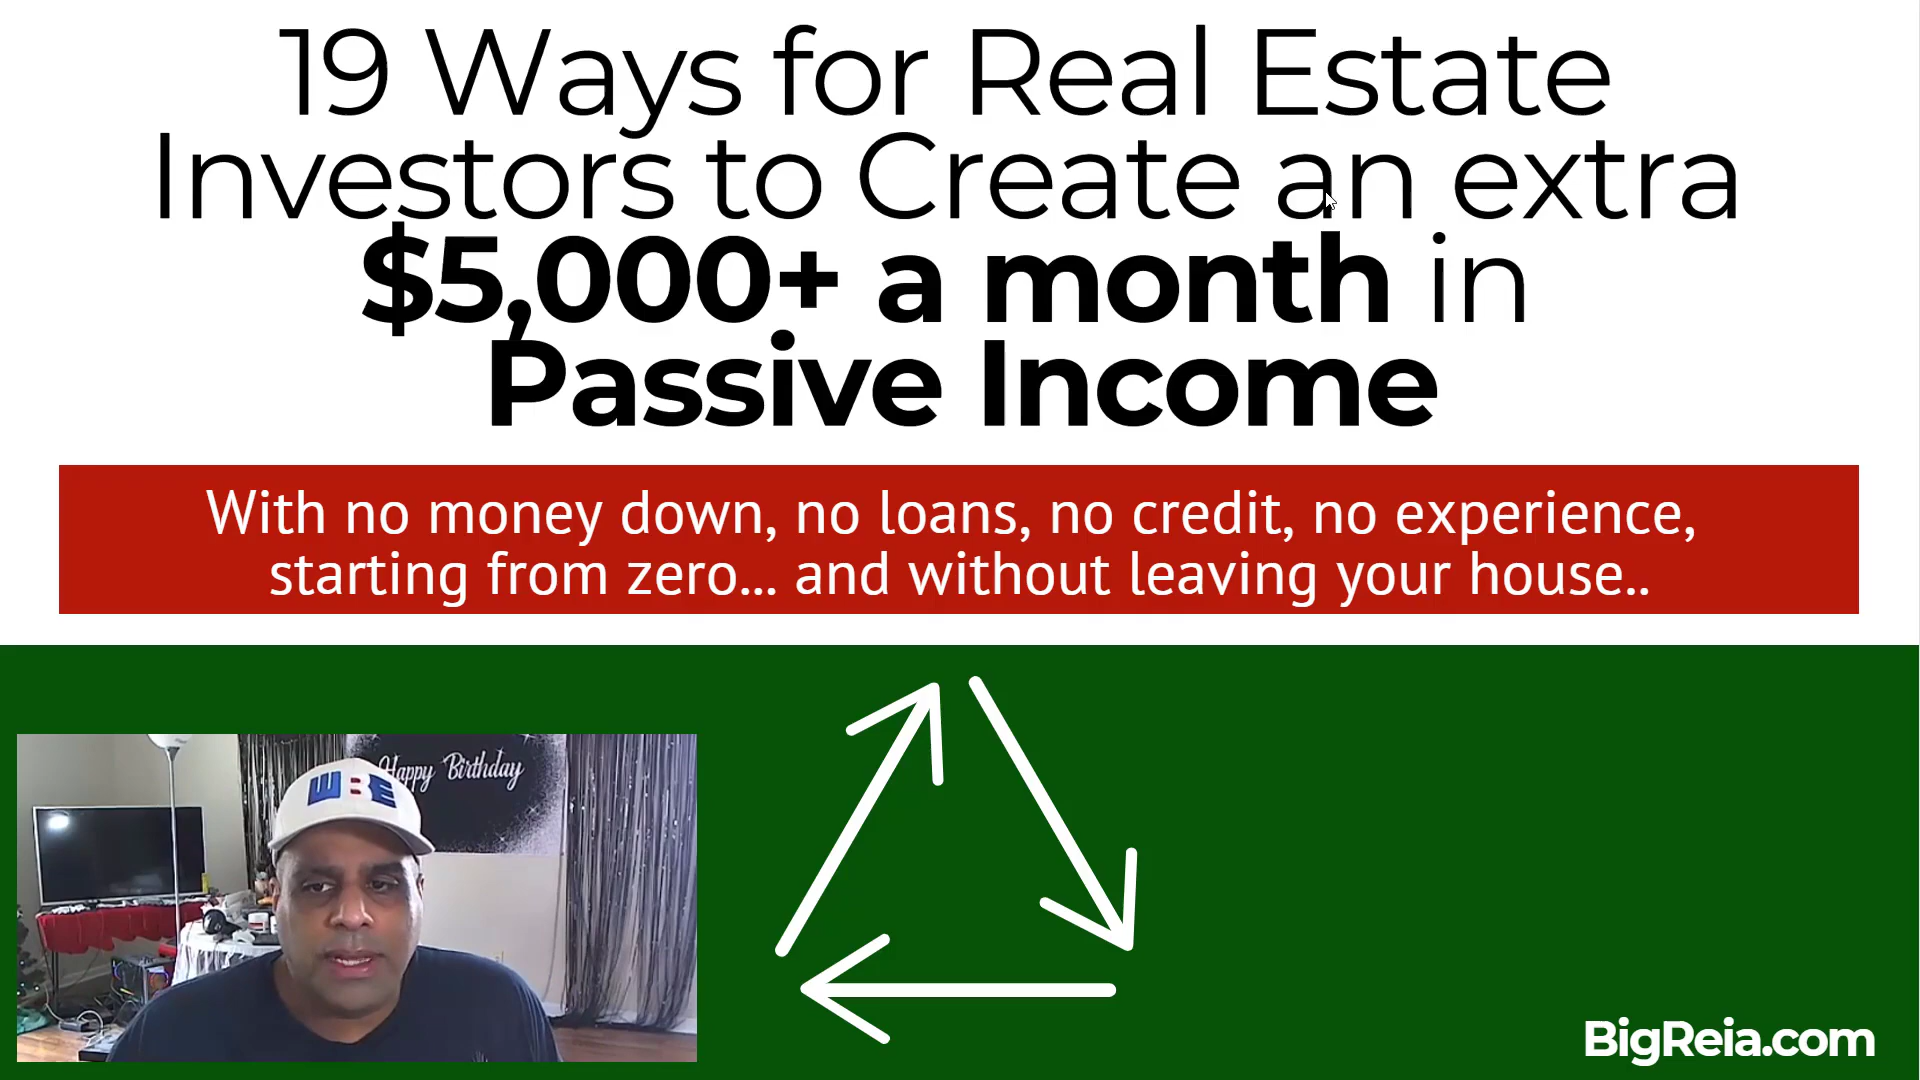 19 Ways for Real Estate
Investors to Create an extra
$5,000+ a month in
Passive Income
With no money down, no loans, no credit, no experience,
starting from zero... and without leaving your house..
Happy Birthday
WBE
BigReia.com